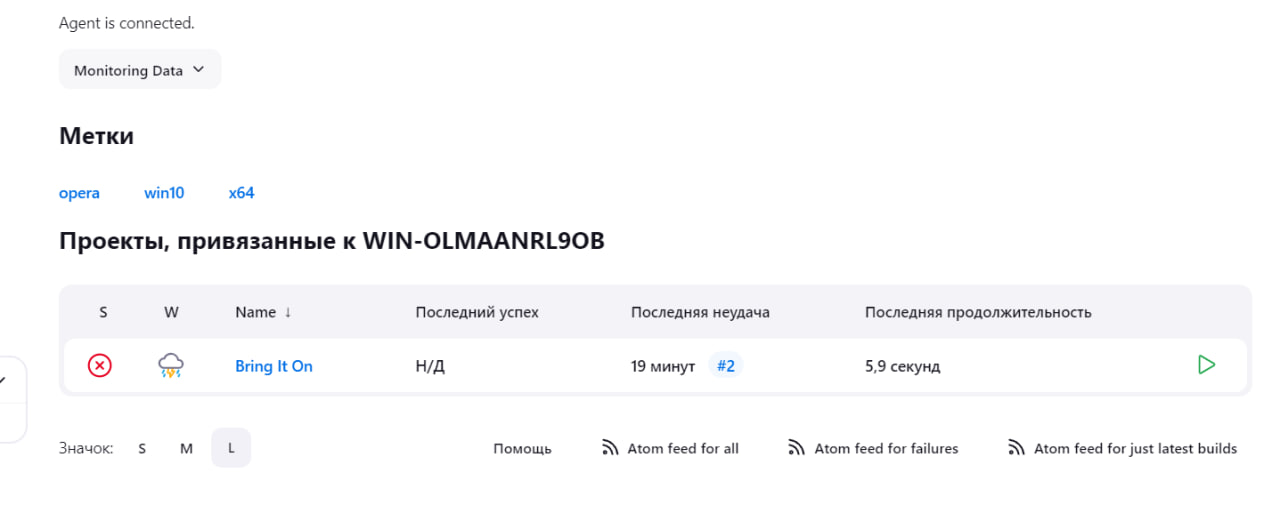 Agent is connected.
Monitoring Data
Метки
opera win10 x64
Проекты, привязанные к WIN-OLMAANRL9OB
S W Name ↓ Последний успех Последняя неудача Последняя продолжительность
Bring It On Н/Д 19 минут #2 5,9 секунд
Значок: S M L Помощь Atom feed for all Atom feed for failures Atom feed for just latest builds